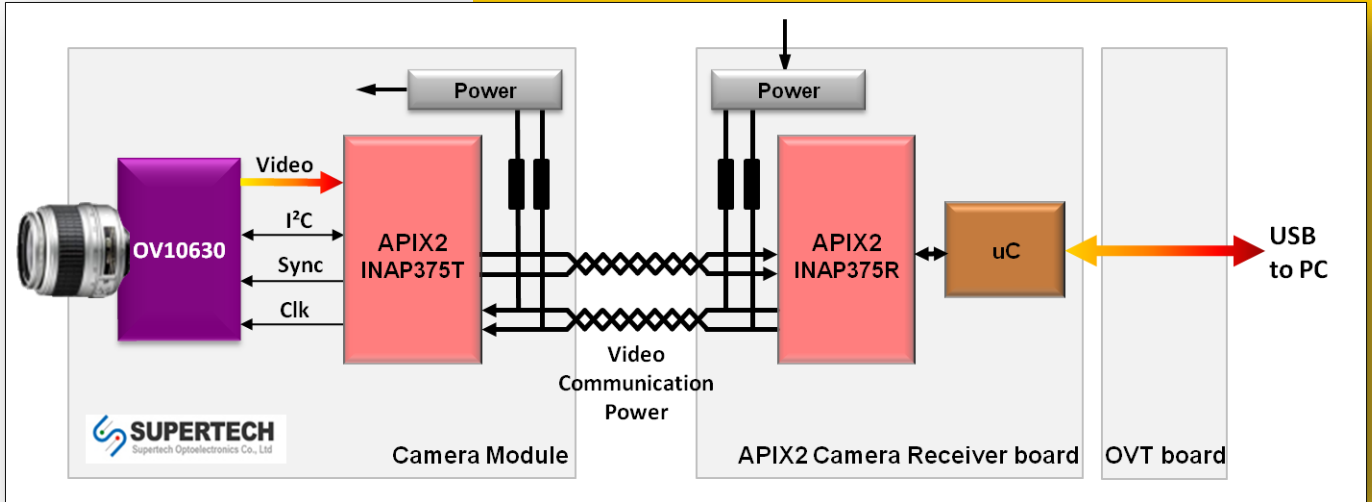 Power
Power
Video
I²C
OV10630
Sync
Clk
APIX2
INAP375T
APIX2
INAP375R
uC
USB
to PC
Video
Communication
Power
SUPERTECH
Supertech Optoelectronics Co., Ltd
Camera Module
APIX2 Camera Receiver board
OVT board